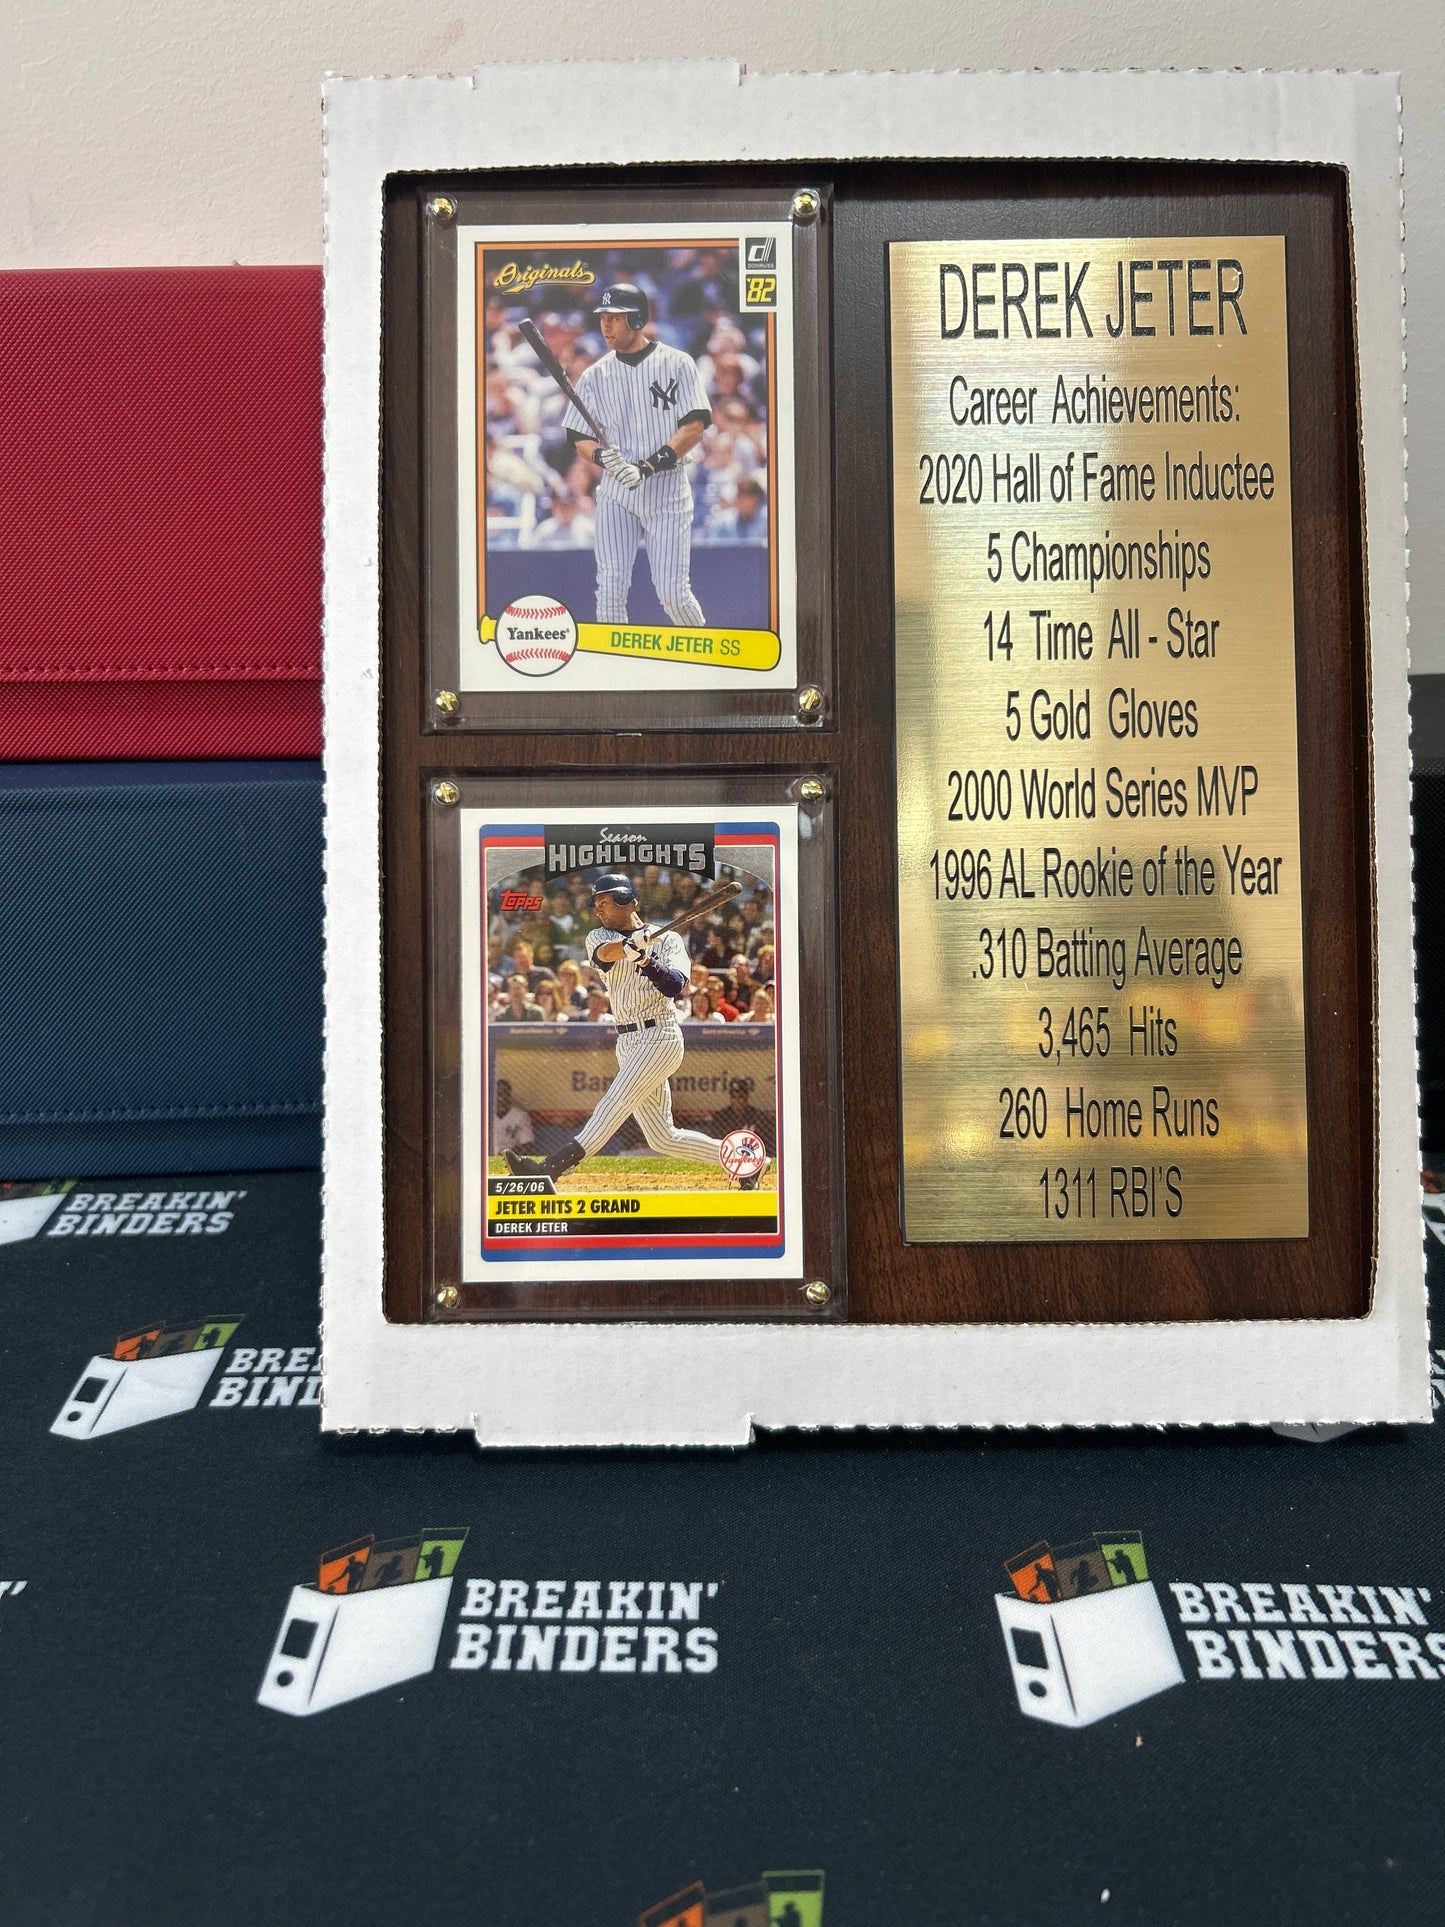 Originals
DONRUSS
'82
NY
NY
Yankees
DEREK JETER SS
Season
HIGHLIGHTS
Topps
Yankees
5/26/06
JETER HITS 2 GRAND
DEREK JETER
DEREK JETER
Career Achievements:
2020 Hall of Fame Inductee
5 Championships
14 Time All - Star
5 Gold Gloves
2000 World Series MVP
1996 AL Rookie of the Year
.310 Batting Average
3,465 Hits
260 Home Runs
1311 RBI'S
BREAKIN'
BINDERS
BREAKIN'
BINDERS
BREAKIN'
BINDERS